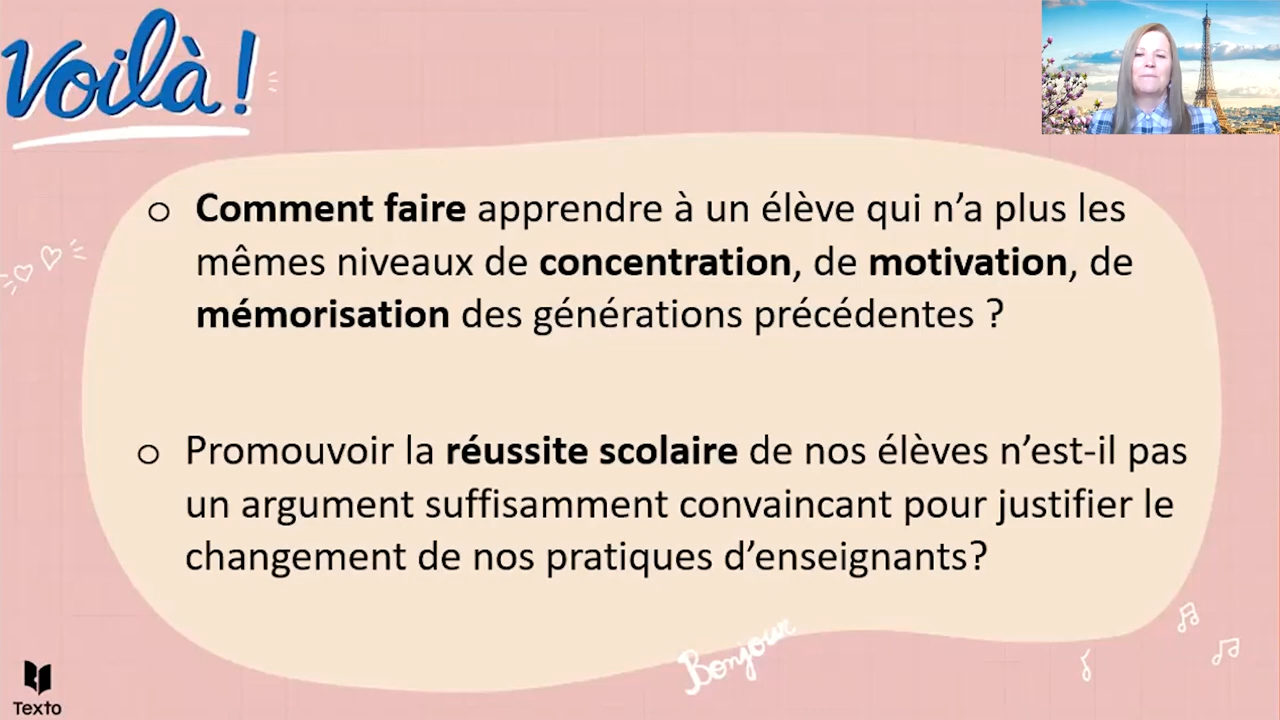 Voilà!
o Comment faire apprendre à un élève qui n’a plus les
mêmes niveaux de concentration, de motivation, de
mémorisation des générations précédentes ?
o Promouvoir la réussite scolaire de nos élèves n’est-il pas
un argument suffisamment convaincant pour justifier le
changement de nos pratiques d’enseignants?
Bonjour
Texto